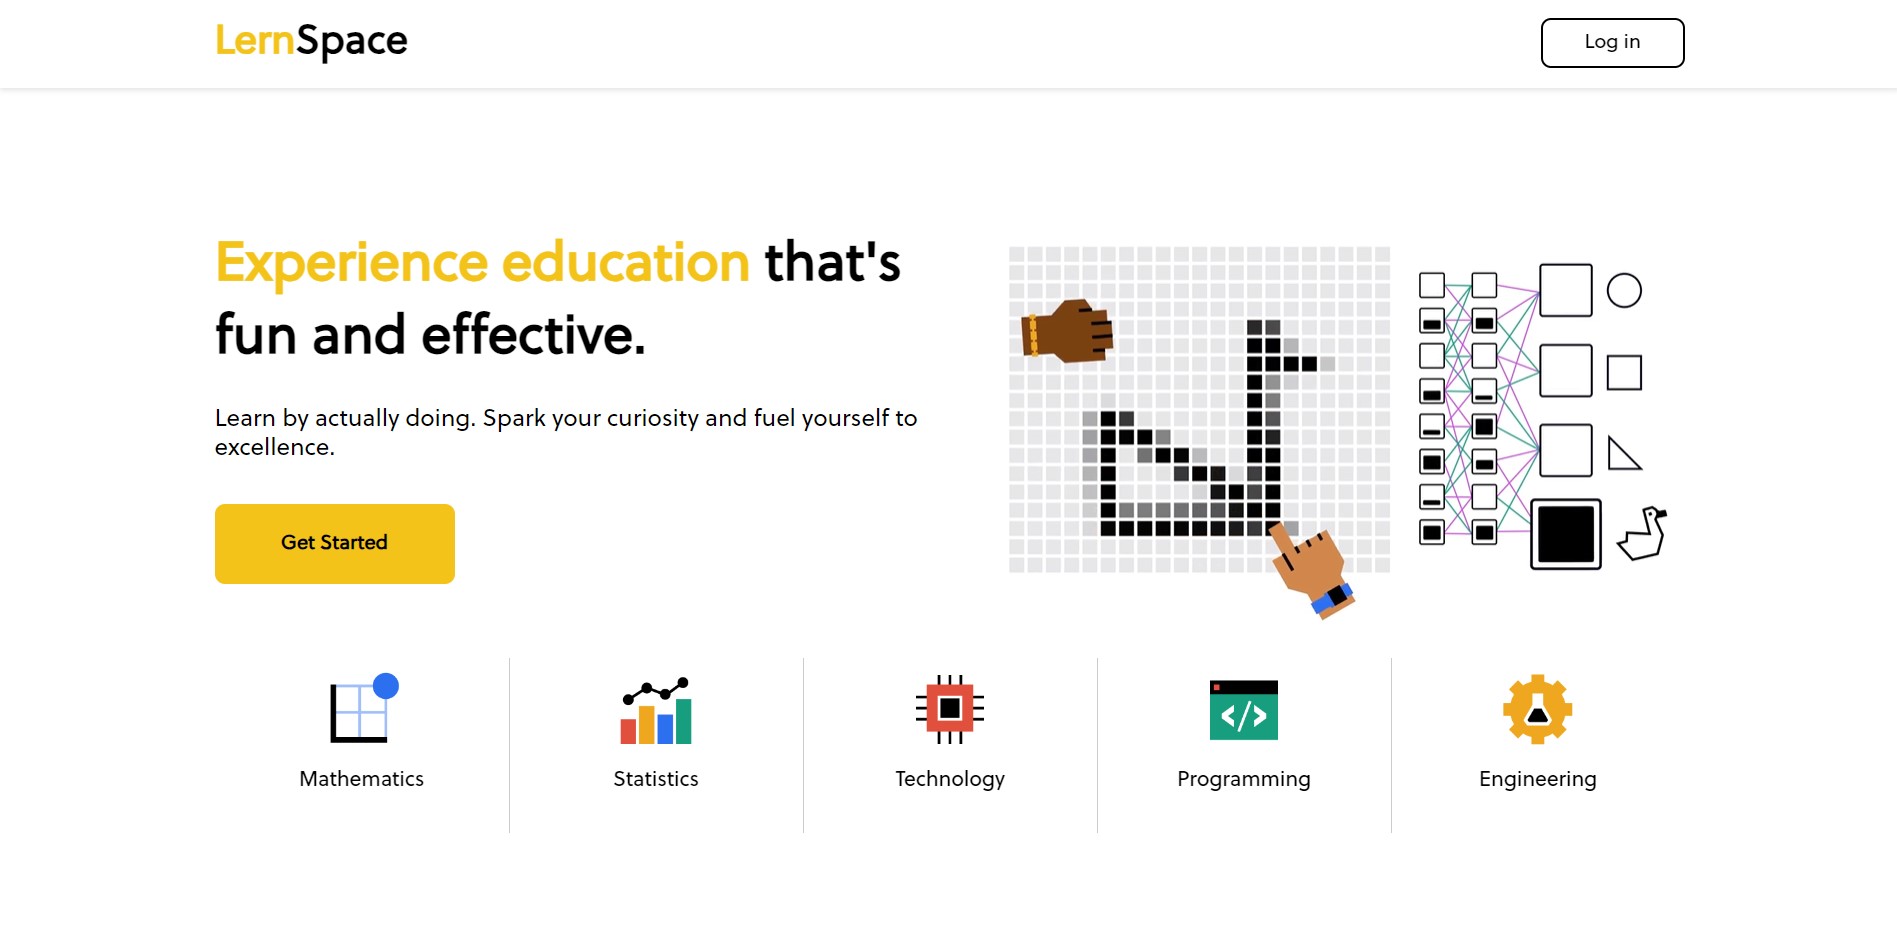 LernSpace
Log in
Experience education that's
fun and effective.
Learn by actually doing. Spark your curiosity and fuel yourself to
excellence.
Get Started
</>
Mathematics
Statistics
Technology
Programming
Engineering